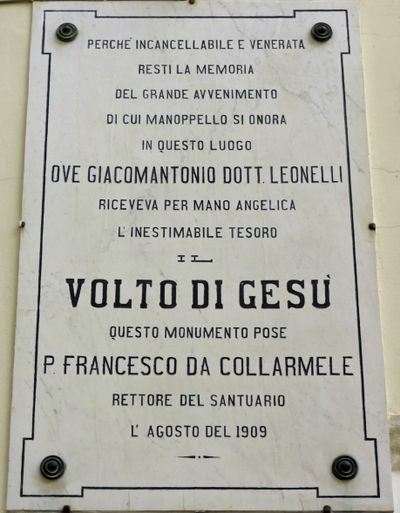 PERCHÈ INCANCELLABILE E VENERATA
RESTI LA MEMORIA
DEL GRANDE AVVENIMENTO
DI CUI MANOPPELLO SI ONORA
IN QUESTO LUOGO
OVE GIACOMANTONIO DOTT. LEONELLI
RICEVEVA PER MANO ANGELICA
L'INESTIMABILE TESORO
IL
VOLTO DI GESÙ
QUESTO MONUMENTO POSE
P. FRANCESCO DA COLLARMELE
RETTORE DEL SANTUARIO
L' AGOSTO DEL 1909